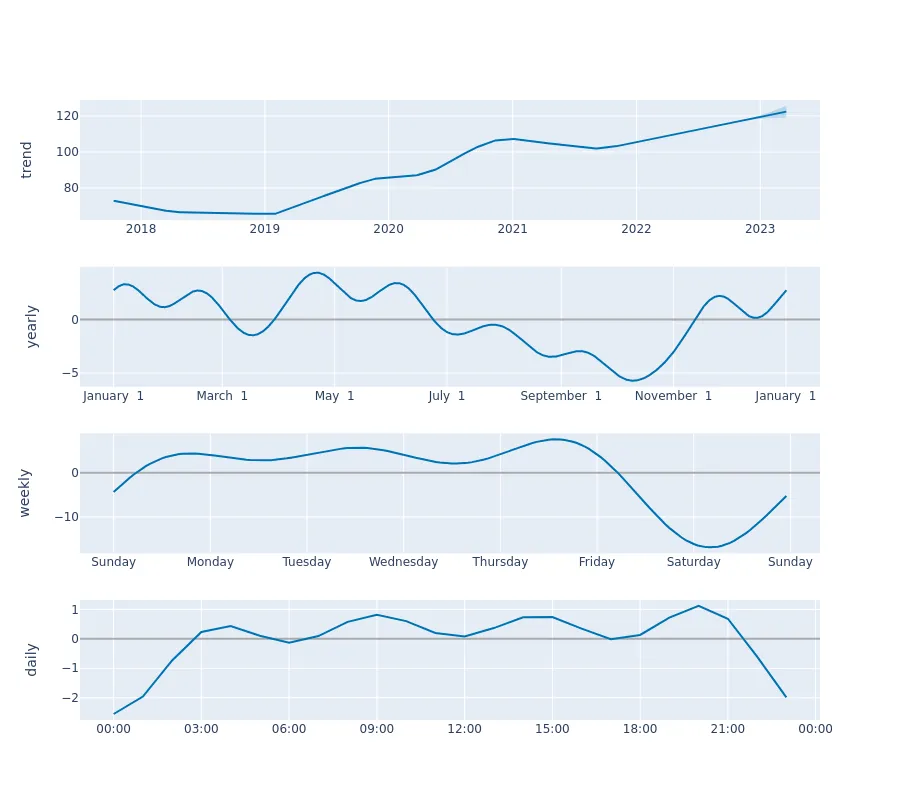 trend
120
100
80
2018 2019 2020 2021 2022 2023
yearly
0
−5
January 1 March 1 May 1 July 1 September 1 November 1 January 1
weekly
0
−10
Sunday Monday Tuesday Wednesday Thursday Friday Saturday Sunday
daily
1
0
−1
−2
00:00 03:00 06:00 09:00 12:00 15:00 18:00 21:00 00:00